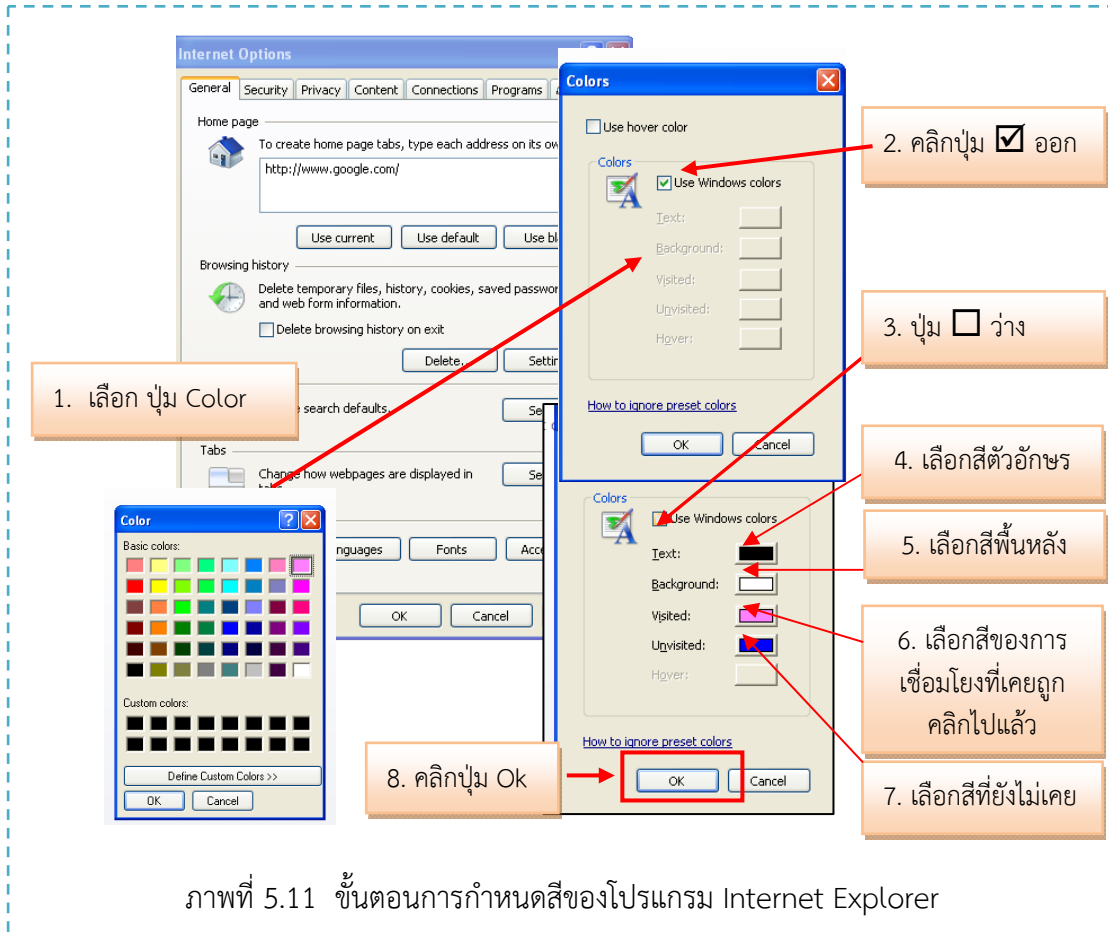 Internet Options
General Security Privacy Content Connections Programs
Home page
To create home page tabs, type each address on its ow
http://www.google.com/
Use current Use default Use bl
Browsing history
Delete temporary files, history, cookies, saved passwor
and web form information.
Delete browsing history on exit
Delete... Settin
search defaults.
Se
Tabs
Change how webpages are displayed in
Se
nguages Fonts Acce
OK Cancel
Colors
Use hover color
Colors
Use Windows colors
Text:
Background:
Visited:
Unvisited:
Hover:
How to ignore preset colors
OK Cancel
Colors
Use Windows colors
Text:
Background:
Visited:
Unvisited:
Hover:
How to ignore preset colors
OK Cancel
Color
Basic colors:
Custom colors:
Define Custom Colors >>
OK Cancel
1. เลือก ปุ่ม Color
2. คลิกปุ่ม ☑ ออก
3. ปุ่ม ☐ ว่าง
4. เลือกสีตัวอักษร
5. เลือกสีพื้นหลัง
6. เลือกสีของการ
เชื่อมโยงที่เคยถูก
คลิกไปแล้ว
7. เลือกสีที่ยังไม่เคย
8. คลิกปุ่ม Ok
ภาพที่ 5.11 ขั้นตอนการกำหนดสีของโปรแกรม Internet Explorer